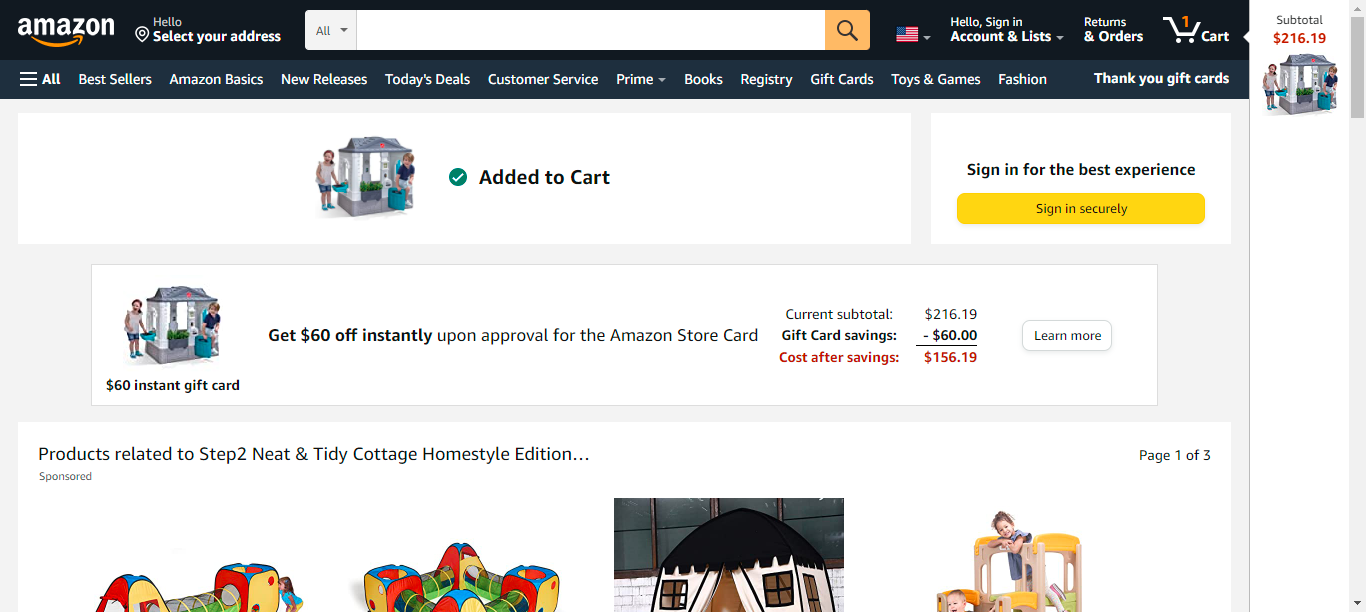 amazon
Hello
Select your address
All
Hello, Sign in
Account & Lists
Returns
& Orders
1
Cart
Subtotal
$216.19
All
Best Sellers
Amazon Basics
New Releases
Today's Deals
Customer Service
Prime
Books
Registry
Gift Cards
Toys & Games
Fashion
Thank you gift cards
Added to Cart
Sign in for the best experience
Sign in securely
$60 instant gift card
Get $60 off instantly upon approval for the Amazon Store Card
Current subtotal: $216.19
Gift Card savings: - $60.00
Cost after savings: $156.19
Learn more
Products related to Step2 Neat & Tidy Cottage Homestyle Edition…
Page 1 of 3
Sponsored